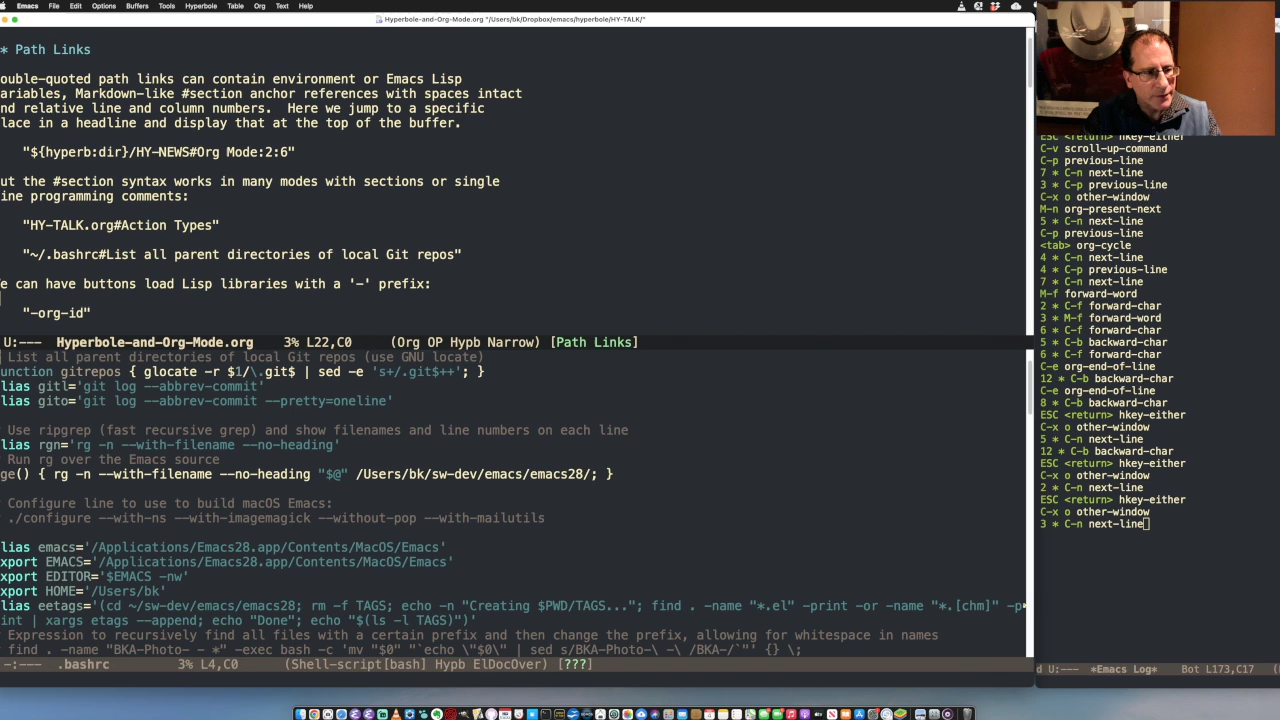 Emacs File Edit Options Buffers Tools Hyperbole Table Org Text Help
Hyperbole-and-Org-Mode.org "/Users/bk/Dropbox/emacs/hyperbole/HY-TALK/"
* Path Links
ouble-quoted path links can contain environment or Emacs Lisp
ariables, Markdown-like #section anchor references with spaces intact
nd relative line and column numbers.  Here we jump to a specific
lace in a headline and display that at the top of the buffer.
"${hyperb:dir}/HY-NEWS#Org Mode:2:6"
ut the #section syntax works in many modes with sections or single
ine programming comments:
"HY-TALK.org#Action Types"
"~/.bashrc#List all parent directories of local Git repos"
e can have buttons load Lisp libraries with a '-' prefix:
"-org-id"
U:---  Hyperbole-and-Org-Mode.org    3% L22,C0    (Org OP Hypb Narrow) [Path Links]
List all parent directories of local Git repos (use GNU locate)
unction gitrepos { glocate -r $1/\.git$ | sed -e 's+/.git$++'; }
lias gitl='git log --abbrev-commit'
lias gito='git log --abbrev-commit --pretty=oneline'
Use ripgrep (fast recursive grep) and show filenames and line numbers on each line
lias rgn='rg -n --with-filename --no-heading'
Run rg over the Emacs source
ge() { rg -n --with-filename --no-heading "$@" /Users/bk/sw-dev/emacs/emacs28/; }
Configure line to use to build macOS Emacs:
./configure --with-ns --with-imagemagick --without-pop --with-mailutils
lias emacs='/Applications/Emacs28.app/Contents/MacOS/Emacs'
xport EMACS='/Applications/Emacs28.app/Contents/MacOS/Emacs'
xport EDITOR='$EMACS -nw'
xport HOME='/Users/bk'
lias eetags='(cd ~/sw-dev/emacs/emacs28; rm -f TAGS; echo -n "Creating $PWD/TAGS..."; find . -name "*.el" -print -or -name "*.[chm]" -p
int | xargs etags --append; echo "Done"; echo "$(ls -l TAGS)")'
Expression to recursively find all files with a certain prefix and then change the prefix, allowing for whitespace in names
find . -name "BKA-Photo- - *" -exec bash -c 'mv "$0" "`echo \"$0\" | sed s/BKA-Photo-\ -\ /BKA-/`"' {} \;
-:---  .bashrc    3% L4,C0    (Shell-script[bash] Hypb ElDocOver) [???]
ESC <return> hkey-either
C-v scroll-up-command
C-p previous-line
7 * C-n next-line
3 * C-p previous-line
C-x o other-window
M-n org-present-next
5 * C-n next-line
C-p previous-line
<tab> org-cycle
4 * C-n next-line
4 * C-p previous-line
7 * C-n next-line
M-f forward-word
2 * C-f forward-char
3 * M-f forward-word
6 * C-f forward-char
5 * C-b backward-char
6 * C-f forward-char
C-e org-end-of-line
12 * C-b backward-char
C-e org-end-of-line
8 * C-b backward-char
ESC <return> hkey-either
C-x o other-window
5 * C-n next-line
12 * C-b backward-char
ESC <return> hkey-either
C-x o other-window
2 * C-n next-line
ESC <return> hkey-either
C-x o other-window
3 * C-n next-line
d U:---  *Emacs Log*    Bot L173,C17    (